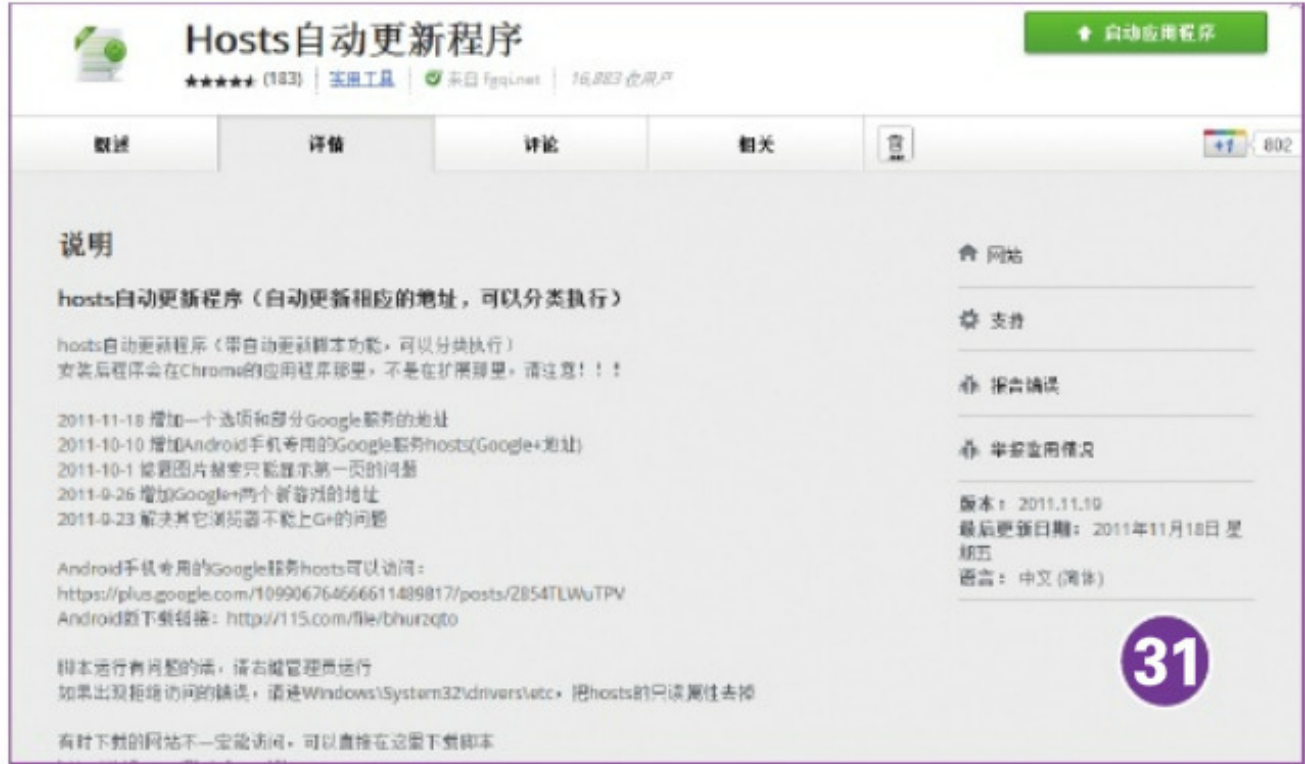 Hosts自动更新程序
启动应用程序
(183) 实用工具 来自 fgqi.net 16,883 位用户
概述 详情 评论 相关 +1 802
说明
网站
hosts自动更新程序（自动更新相应的地址，可以分类执行）
支持
hosts自动更新程序（带自动更新脚本功能，可以分类执行）
安装后程序会在Chrome的应用程序那里，不是在扩展那里，请注意！！！
报告错误
2011-11-18 增加一个选项和部分Google服务的地址
2011-10-10 增加Android手机专用的Google服务hosts(Google+地址)
举报滥用情况
2011-10-1 修复图片搜索只能显示第一页的问题
2011-9-26 增加Google+两个新游戏的地址
2011-9-23 解决其它浏览器不能上G+的问题
版本： 2011.11.19
最后更新日期： 2011年11月18日 星
期五
语言： 中文 (简体)
Android手机专用的Google服务hosts可以访问：
https://plus.google.com/109906764666611489817/posts/2854TLWuTPV
Android版下载链接：http://115.com/file/bhurzqto
脚本运行有问题的话，请右键管理员运行
如果出现拒绝访问的错误，请进Windows\System32\drivers\etc，把hosts的只读属性去掉
31
有时下载的网站不一定能访问，可以直接在这里下载脚本